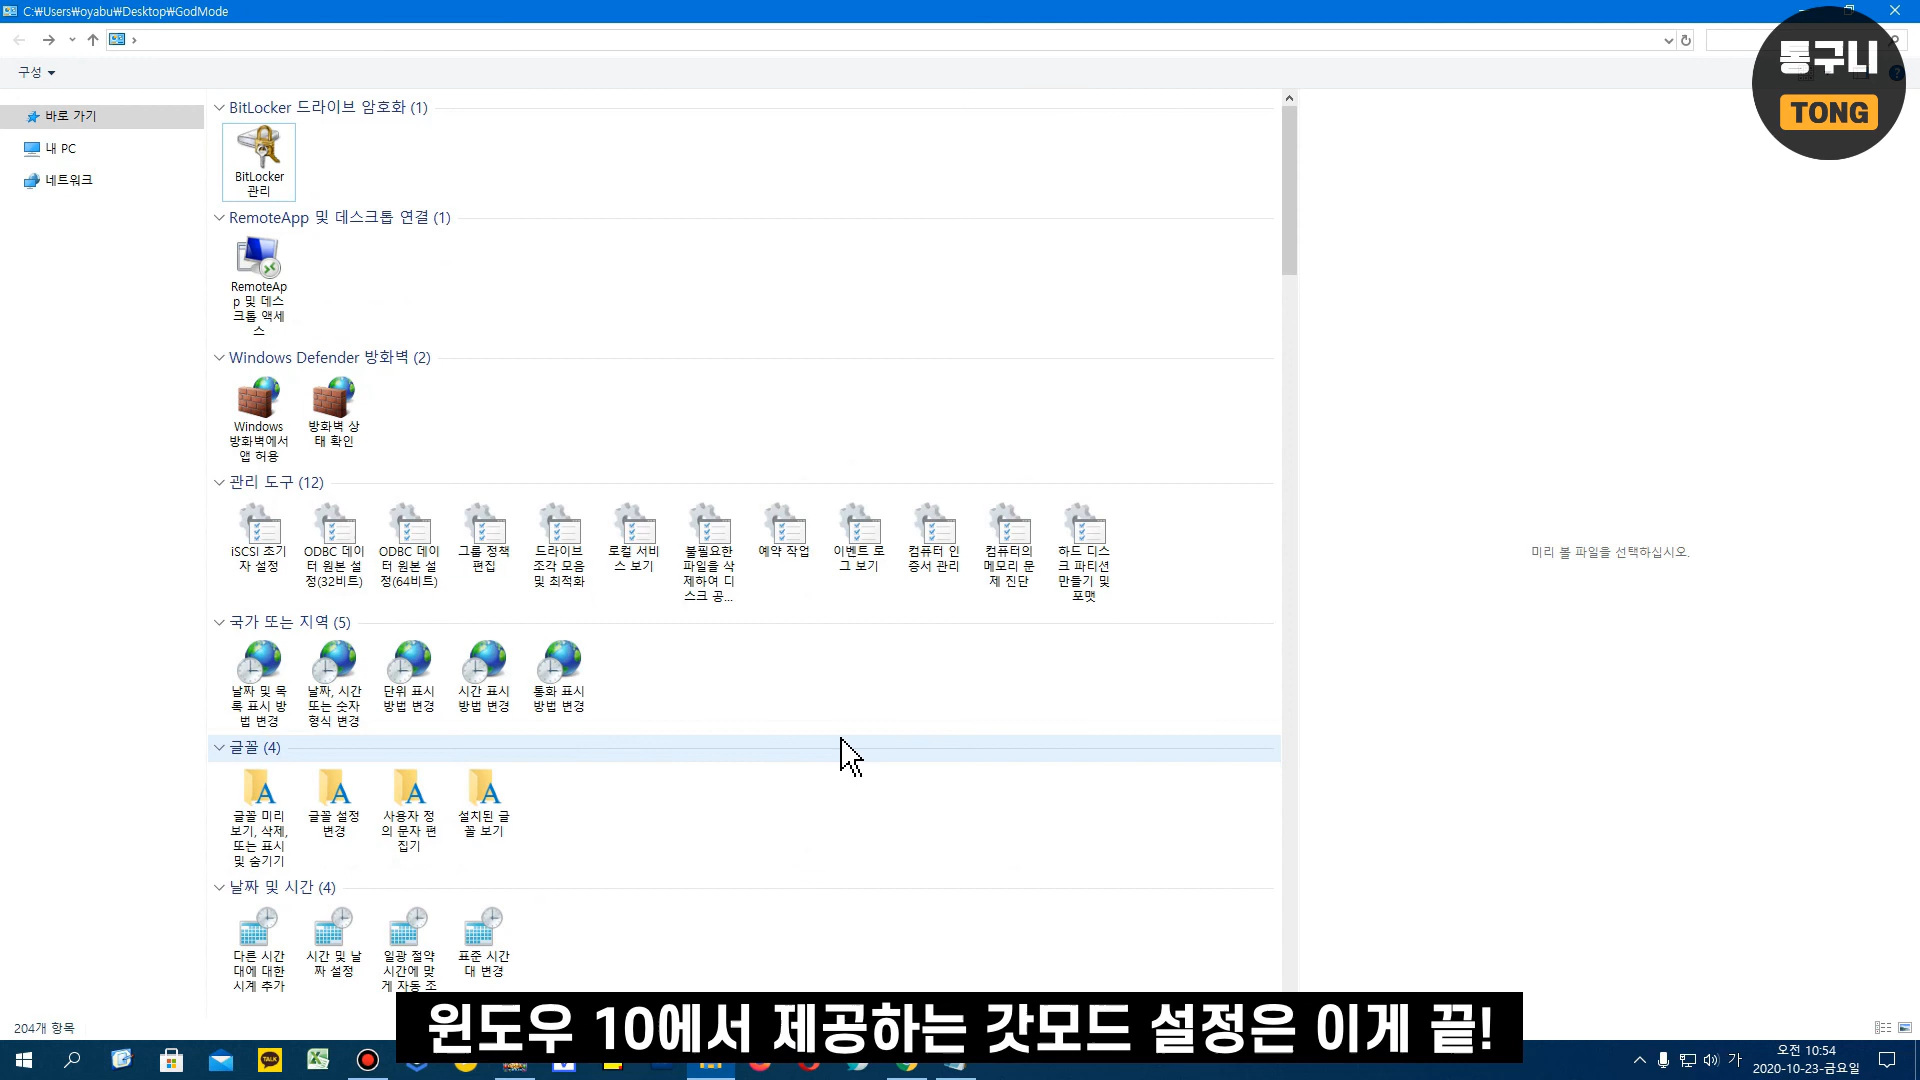 C:₩Users₩oyabu₩Desktop₩GodMode
통구니
TONG
구성
바로 가기
내 PC
네트워크
BitLocker 드라이브 암호화 (1)
BitLocker
관리
RemoteApp 및 데스크톱 연결 (1)
RemoteAp
p 및 데스
크톱 액세
스
Windows Defender 방화벽 (2)
Windows
방화벽에서
앱 허용
방화벽 상
태 확인
관리 도구 (12)
iSCSI 초기
자 설정
ODBC 데이
터 원본 설
정(32비트)
ODBC 데이
터 원본 설
정(64비트)
그룹 정책
편집
드라이브
조각 모음
및 최적화
로컬 서비
스 보기
불필요한
파일을 삭
제하여 디
스크 공...
예약 작업
이벤트 로
그 보기
컴퓨터 인
증서 관리
컴퓨터의
메모리 문
제 진단
하드 디스
크 파티션
만들기 및
포맷
국가 또는 지역 (5)
날짜 및 목
록 표시 방
법 변경
날짜, 시간
또는 숫자
형식 변경
단위 표시
방법 변경
시간 표시
방법 변경
통화 표시
방법 변경
글꼴 (4)
글꼴 미리
보기, 삭제,
또는 표시
및 숨기기
글꼴 설정
변경
사용자 정
의 문자 편
집기
설치된 글
꼴 보기
날짜 및 시간 (4)
다른 시간
대에 대한
시계 추가
시간 및 날
짜 설정
일광 절약
시간에 맞
게 자동 조
표준 시간
대 변경
미리 볼 파일을 선택하십시오.
204개 항목
윈도우 10에서 제공하는 갓모드 설정은 이게 끝!
TALK
가
오전 10:54
2020-10-23-금요일